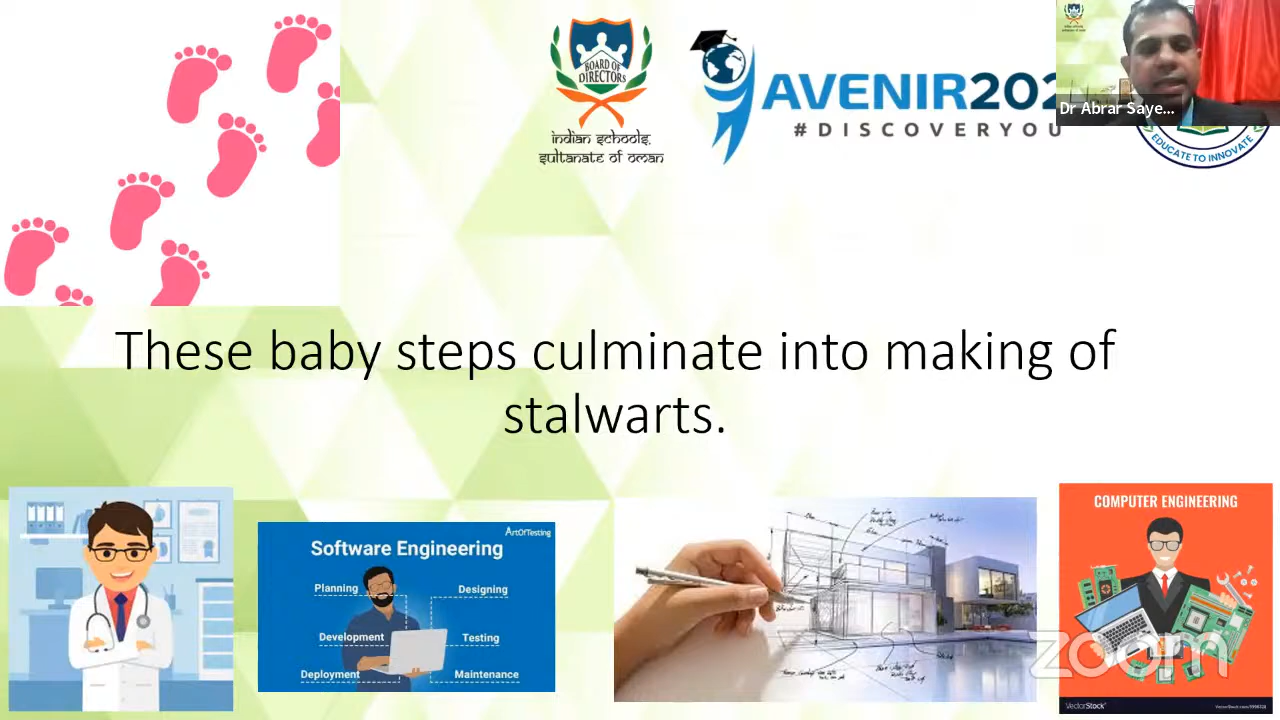 BOARD OF
DIRECTORS
indian schools,
sultanate of oman
AVENIR202
#DISCOVERYOU
Dr Abrar Saye...
EDUCATE TO INNOVATE
These baby steps culminate into making of
stalwarts.
ArtOfTesting
Software Engineering
Planning
Designing
Development
Testing
Deployment
Maintenance
COMPUTER ENGINEERING
zoom
VectorStock